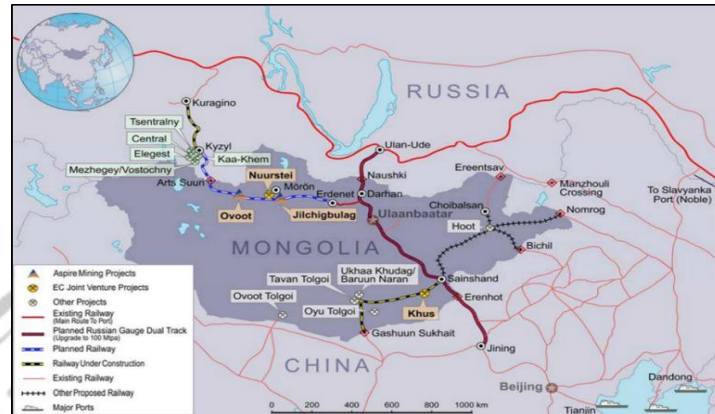 RUSSIA
Kuragino
Tsentralny
Central
Elegest
Mezhegey/Vostochny
Kyzyl
Kaa-Khem
Arts Suun
Nuurstei
Mörön
Erdenet
Ovoot
Jilchigbulag
Ulan-Ude
Naushki
Darhan
Ulaanbaatar
Ereentsav
Manzhouli
Crossing
To Slavyanka
Port (Noble)
Choibalsan
Nomrog
Hoot
Bichil
MONGOLIA
Ukhaa Khudag/
Baruun Naran
Tavan Tolgoi
Sainshand
Ovoot Tolgoi
Oyu Tolgoi
Khus
Erenhot
Gashuun Sukhait
CHINA
Jining
Beijing
Dandong
Tianjin
Aspire Mining Projects
EC Joint Venture Projects
Other Projects
Existing Railway
(Main Route To Port)
Planned Russian Gauge Dual Track
(Upgrade to 100 Mtpa)
Planned Railway
Railway Under Construction
Existing Railway
Other Proposed Railway
Major Ports
0 200 400 600 800 1000 km